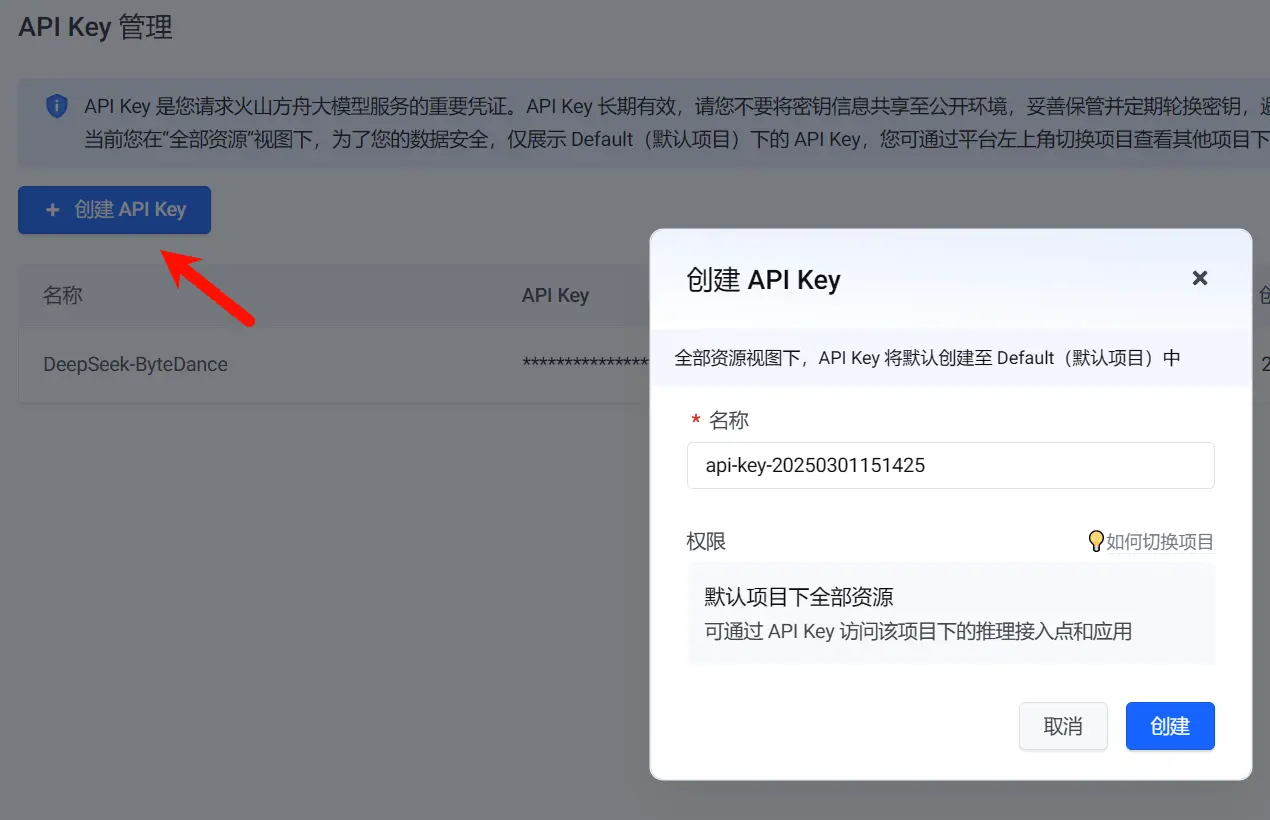 API Key 管理
API Key 是您请求火山方舟大模型服务的重要凭证。API Key 长期有效，请您不要将密钥信息共享至公开环境，妥善保管并定期轮换密钥，
当前您在“全部资源”视图下，为了您的数据安全，仅展示 Default（默认项目）下的 API Key，您可通过平台左上角切换项目查看其他项目下
+ 创建 API Key
名称
API Key
DeepSeek-ByteDance
***************
创建 API Key
全部资源视图下，API Key 将默认创建至 Default（默认项目）中
* 名称
api-key-20250301151425
权限
如何切换项目
默认项目下全部资源
可通过 API Key 访问该项目下的推理接入点和应用
取消
创建